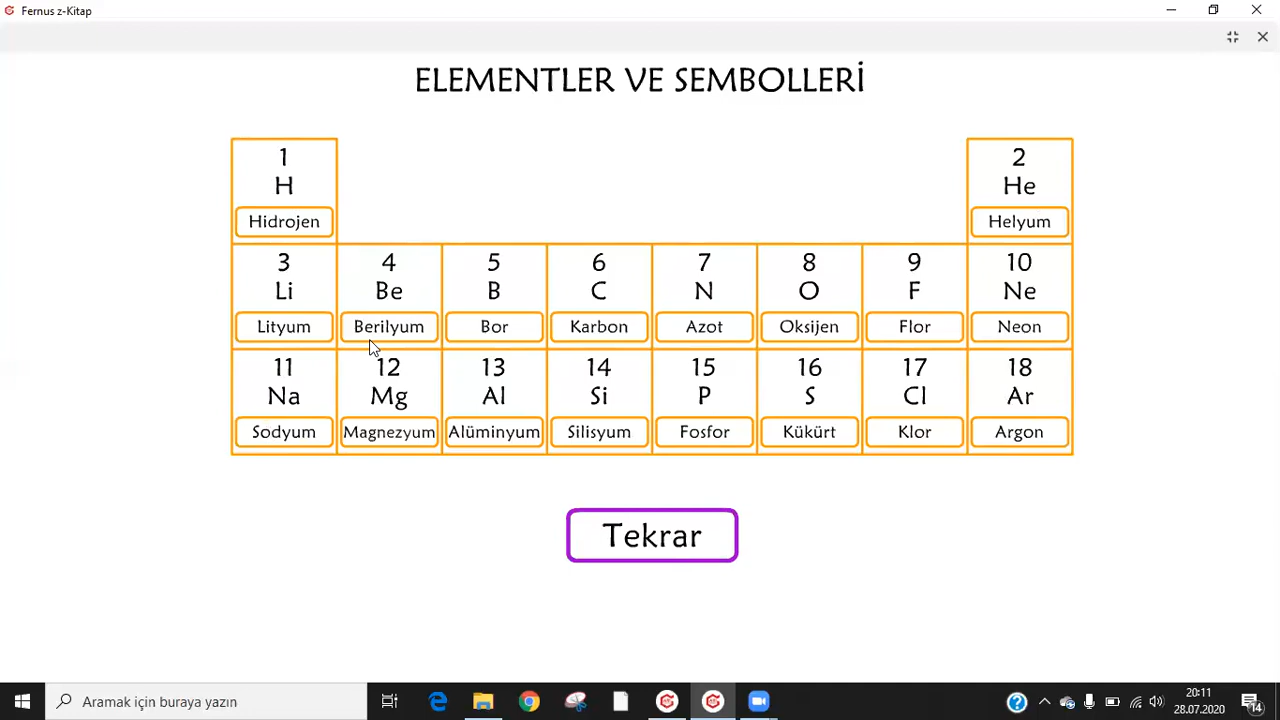 Fernus z-Kitap
ELEMENTLER VE SEMBOLLERİ
1 2
H He
Hidrojen Helyum
3 4 5 6 7 8 9 10
Li Be B C N O F Ne
Lityum Berilyum Bor Karbon Azot Oksijen Flor Neon
11 12 13 14 15 16 17 18
Na Mg Al Si P S Cl Ar
Sodyum Magnezyum Alüminyum Silisyum Fosfor Kükürt Klor Argon
Tekrar
Aramak için buraya yazın
20:11
28.07.2020
14